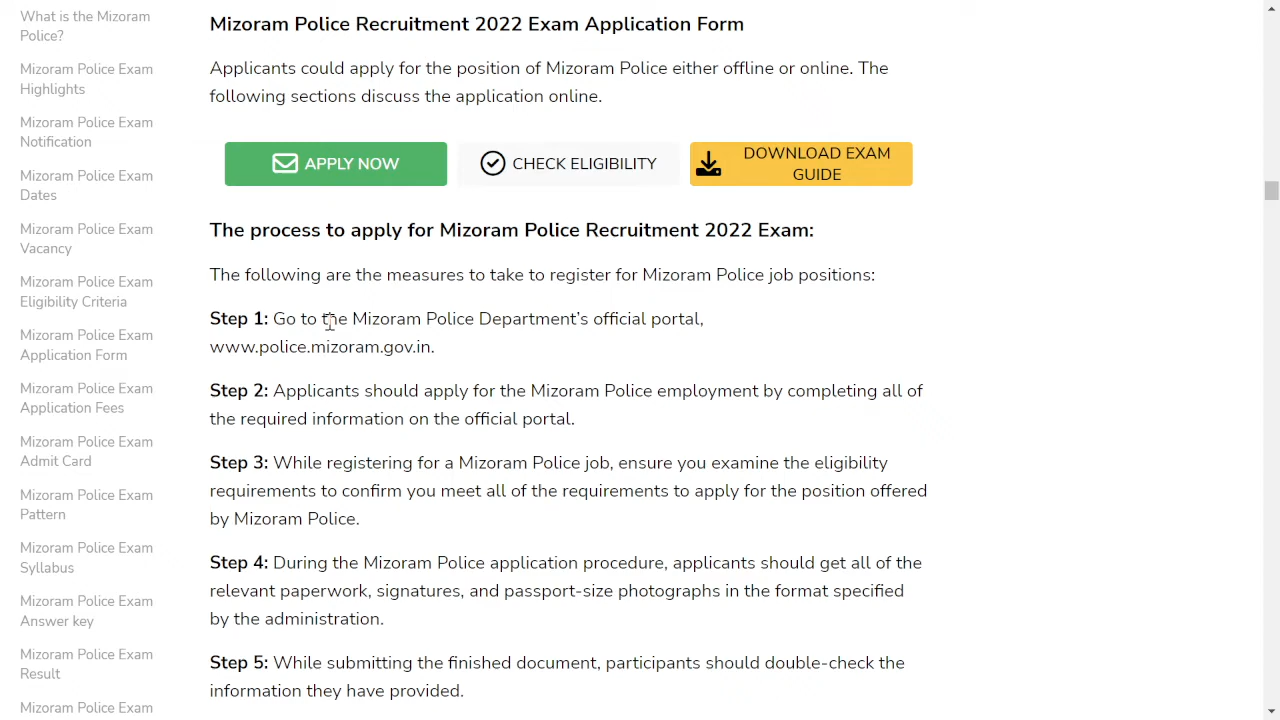 What is the Mizoram
Police?
Mizoram Police Exam
Highlights
Mizoram Police Exam
Notification
Mizoram Police Exam
Dates
Mizoram Police Exam
Vacancy
Mizoram Police Exam
Eligibility Criteria
Mizoram Police Exam
Application Form
Mizoram Police Exam
Application Fees
Mizoram Police Exam
Admit Card
Mizoram Police Exam
Pattern
Mizoram Police Exam
Syllabus
Mizoram Police Exam
Answer key
Mizoram Police Exam
Result
Mizoram Police Exam
Mizoram Police Recruitment 2022 Exam Application Form
Applicants could apply for the position of Mizoram Police either offline or online. The
following sections discuss the application online.
APPLY NOW
CHECK ELIGIBILITY
DOWNLOAD EXAM
GUIDE
The process to apply for Mizoram Police Recruitment 2022 Exam:
The following are the measures to take to register for Mizoram Police job positions:
Step 1: Go to the Mizoram Police Department's official portal,
www.police.mizoram.gov.in.
Step 2: Applicants should apply for the Mizoram Police employment by completing all of
the required information on the official portal.
Step 3: While registering for a Mizoram Police job, ensure you examine the eligibility
requirements to confirm you meet all of the requirements to apply for the position offered
by Mizoram Police.
Step 4: During the Mizoram Police application procedure, applicants should get all of the
relevant paperwork, signatures, and passport-size photographs in the format specified
by the administration.
Step 5: While submitting the finished document, participants should double-check the
information they have provided.